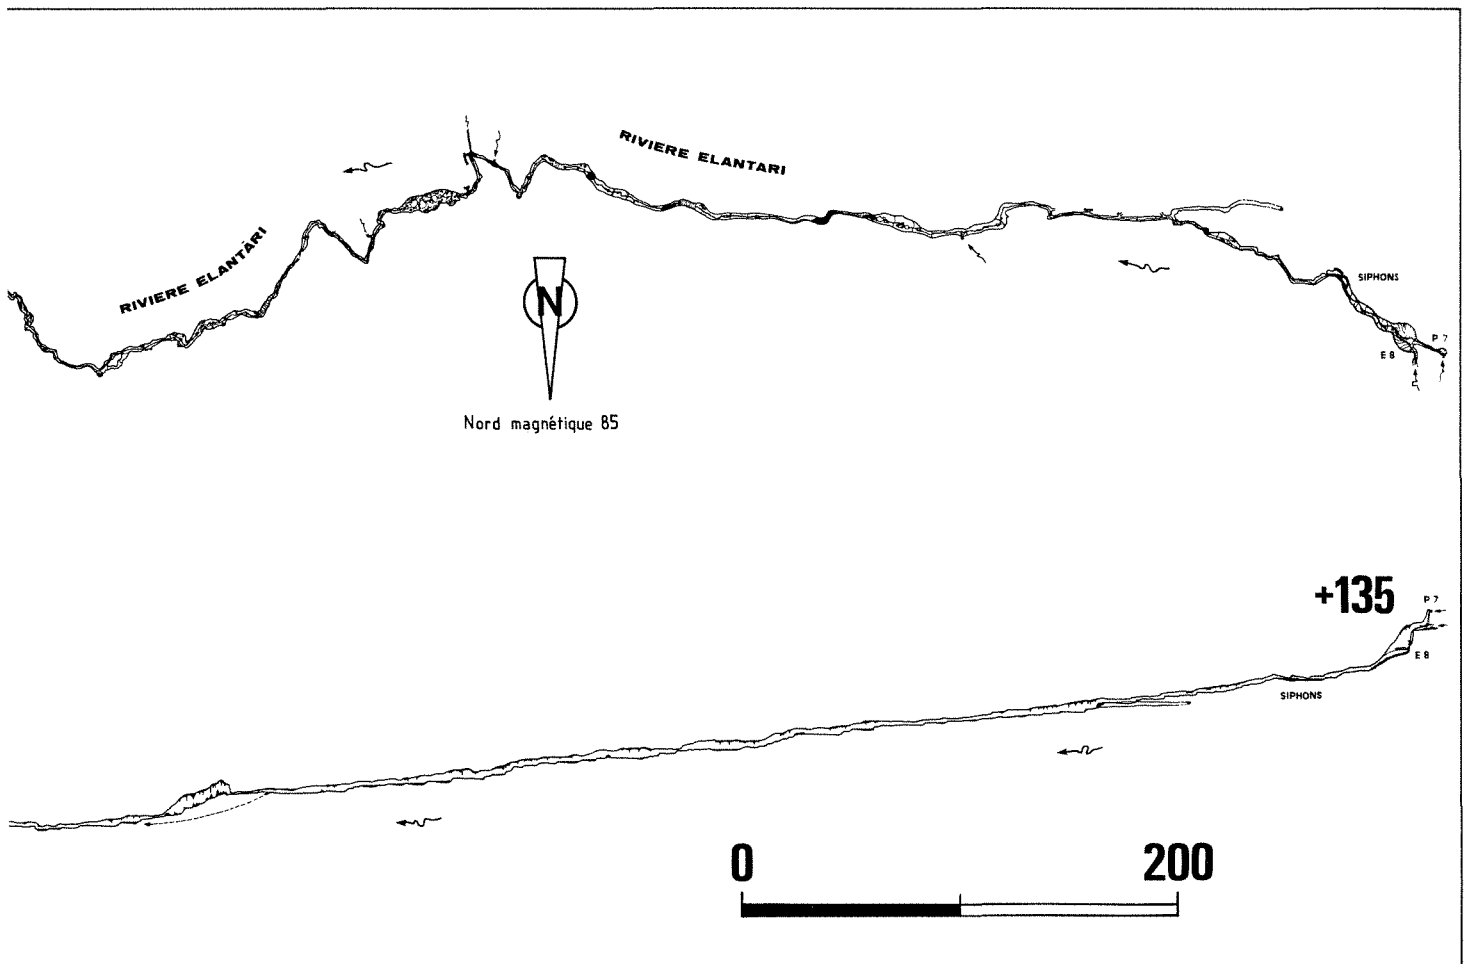 RIVIERE ELANTARI
RIVIERE ELANTARI
SIPHONS
P 7
E 8
N
Nord magnétique 85
+135
P 7
E 8
SIPHONS
0 200